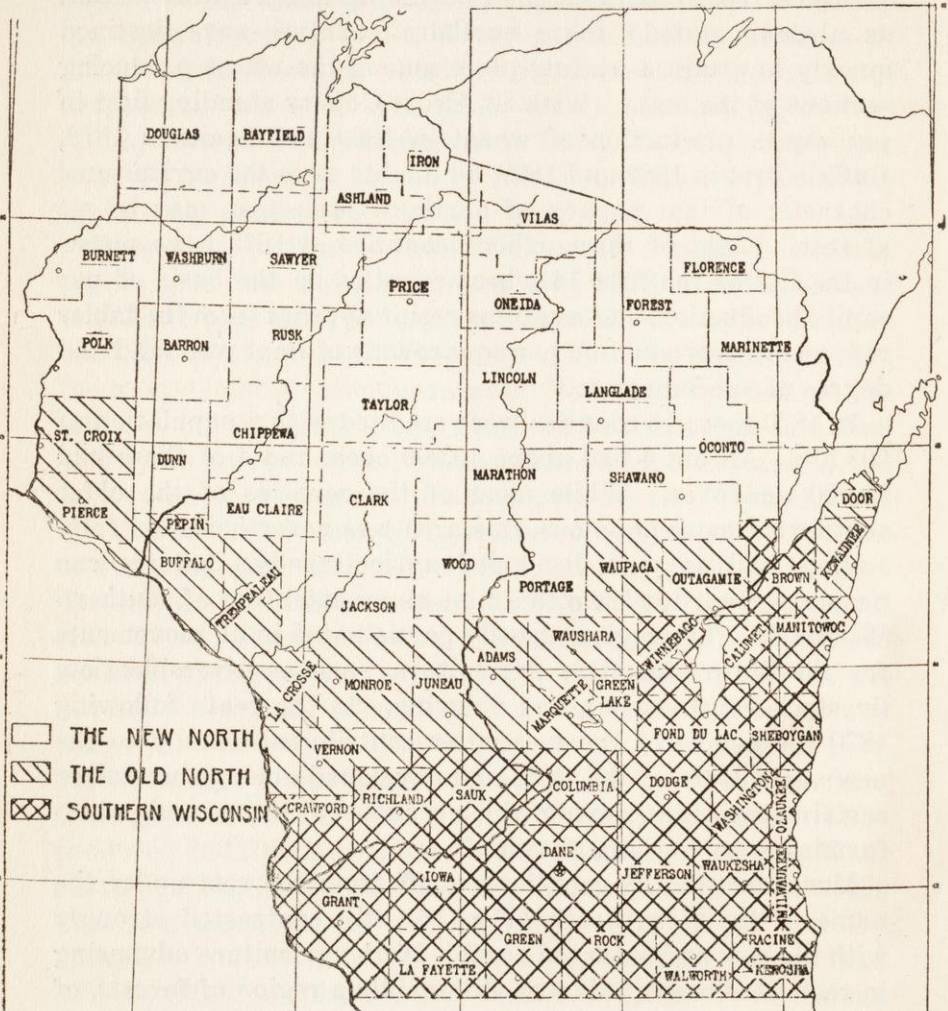 DOUGLAS
BAYFIELD
IRON
ASHLAND
VILAS
BURNETT
WASHBURN
SAWYER
FLORENCE
PRICE
ONEIDA
FOREST
POLK
BARRON
RUSK
MARINETTE
LINCOLN
LANGLADE
TAYLOR
ST. CROIX
CHIPPEWA
OCONTO
DUNN
MARATHON
SHAWANO
CLARK
DOOR
PIERCE
PEPIN
EAU CLAIRE
KEWAUNEE
BUFFALO
WOOD
WAUPACA
OUTAGAMIE
BROWN
PORTAGE
TREMPEALEAU
JACKSON
WAUSHARA
WINNEBAGO
CALUMET
MANITOWOC
ADAMS
LA CROSSE
MONROE
JUNEAU
MARQUETTE
GREEN
LAKE
FOND DU LAC
SHEBOYGAN
THE NEW NORTH
VERNON
THE OLD NORTH
SAUK
COLUMBIA
DODGE
WASHINGTON
OZAUKEE
SOUTHERN WISCONSIN
CRAWFORD
RICHLAND
DANE
IOWA
JEFFERSON
WAUKESHA
MILWAUKEE
GRANT
GREEN
ROCK
RACINE
LA FAYETTE
WALWORTH
KENOSHA